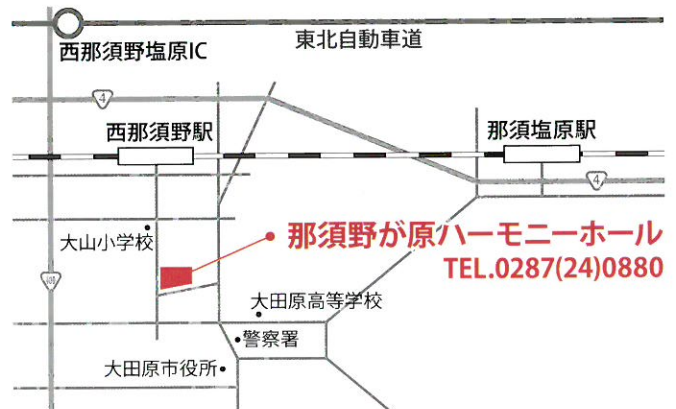 東北自動車道
西那須野塩原IC
4
西那須野駅
那須塩原駅
4
大山小学校
那須野が原ハーモニーホール
TEL.0287(24)0880
400
大田原高等学校
警察署
大田原市役所